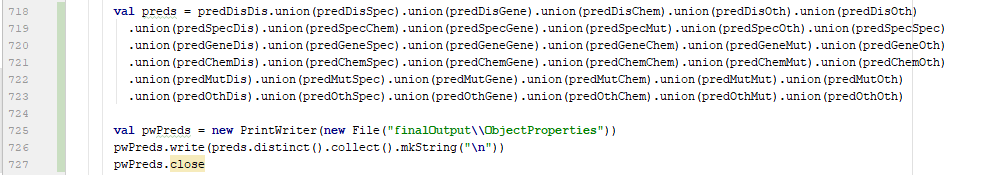 718 val preds = predDisDis.union(predDisSpec).union(predDisGene).union(predDisChem).union(predDisOth).union(predDisOth)
719 .union(predSpecDis).union(predSpecChem).union(predSpecGene).union(predSpecMut).union(predSpecOth).union(predSpecSpec)
720 .union(predGeneDis).union(predGeneSpec).union(predGeneGene).union(predGeneChem).union(predGeneMut).union(predGeneOth)
721 .union(predChemDis).union(predChemSpec).union(predChemGene).union(predChemChem).union(predChemMut).union(predChemOth)
722 .union(predMutDis).union(predMutSpec).union(predMutGene).union(predMutChem).union(predMutMut).union(predMutOth)
723 .union(predOthDis).union(predOthSpec).union(predOthGene).union(predOthChem).union(predOthMut).union(predOthOth)
724
725 val pwPreds = new PrintWriter(new File("finalOutput\\ObjectProperties"))
726 pwPreds.write(preds.distinct().collect().mkString("\n"))
727 pwPreds.close